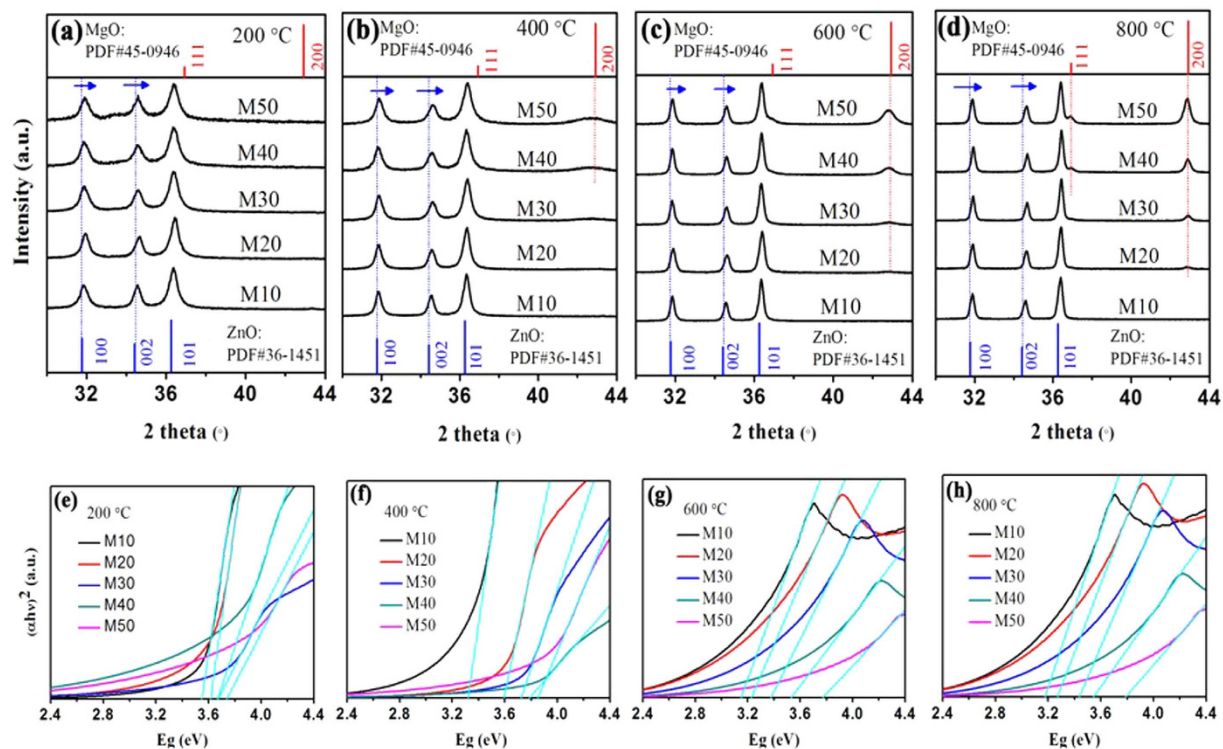 (a)
MgO:
PDF#45-0946
200 °C
111
200
M50
M40
M30
M20
M10
ZnO:
PDF#36-1451
100
002
101
32 36 40 44
2 theta (°)
Intensity (a.u.)
(b)
MgO:
PDF#45-0946
400 °C
111
200
M50
M40
M30
M20
M10
ZnO:
PDF#36-1451
100
002
101
32 36 40 44
2 theta (°)
(c)
MgO:
PDF#45-0946
600 °C
111
200
M50
M40
M30
M20
M10
ZnO:
PDF#36-1451
100
002
101
32 36 40 44
2 theta (°)
(d)
MgO:
PDF#45-0946
800 °C
111
200
M50
M40
M30
M20
M10
ZnO:
PDF#36-1451
100
002
101
32 36 40 44
2 theta (°)
(αhν)² (a.u.)
(e)
200 °C
M10
M20
M30
M40
M50
2.4 2.8 3.2 3.6 4.0 4.4
Eg (eV)
(f)
400 °C
M10
M20
M30
M40
M50
2.4 2.8 3.2 3.6 4.0 4.4
Eg (eV)
(g)
600 °C
M10
M20
M30
M40
M50
2.4 2.8 3.2 3.6 4.0 4.4
Eg (eV)
(h)
800 °C
M10
M20
M30
M40
M50
2.4 2.8 3.2 3.6 4.0 4.4
Eg (eV)